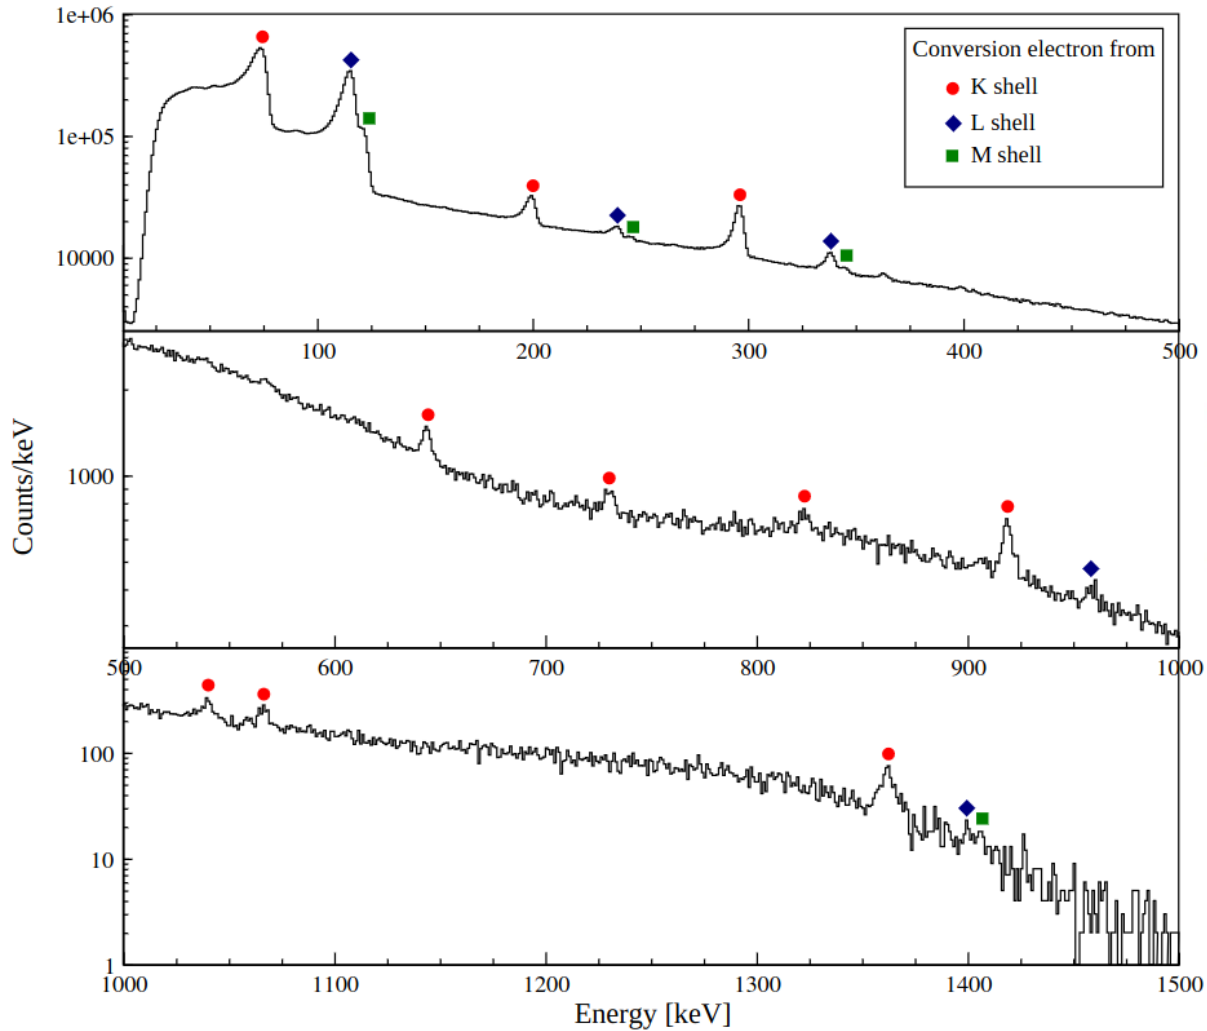 1e+06
1e+05
10000
Conversion electron from
K shell
L shell
M shell
100 200 300 400 500
1000
Counts/keV
500 600 700 800 900 1000
100
10
1
1000 1100 1200 1300 1400 1500
Energy [keV]